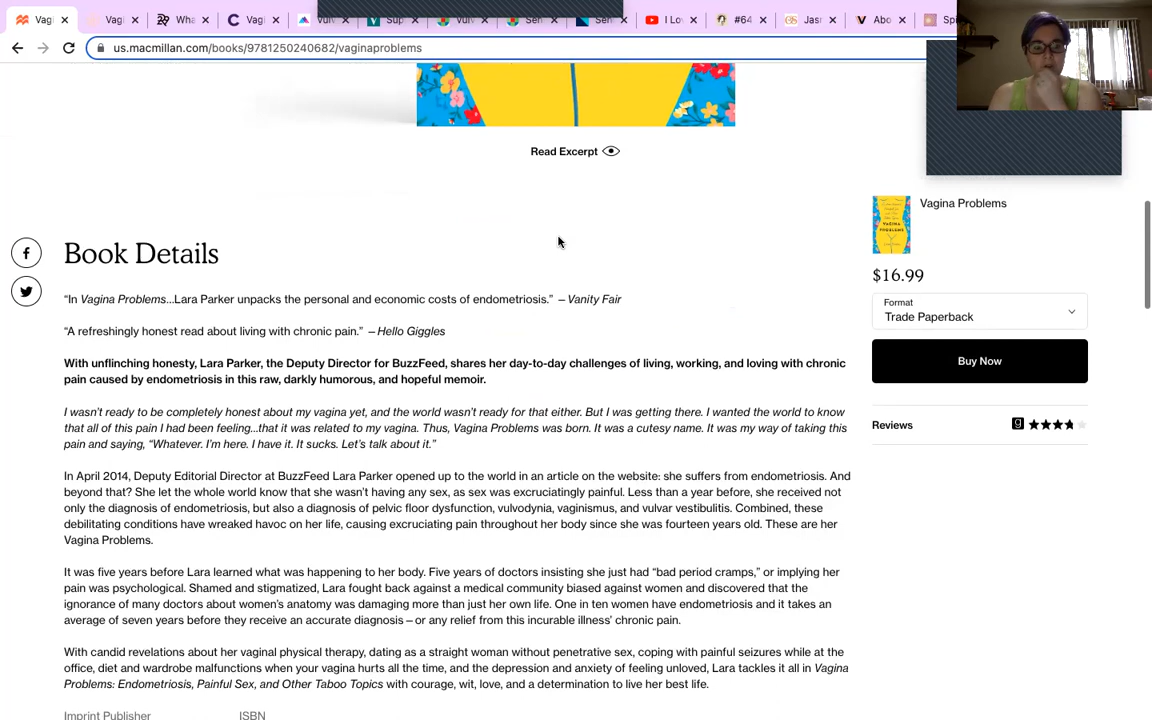 Vagi
Vagi
Wha
Vagi
Vulv
Sup
Vulv
Sen
Sen
I Lov
#64
Jasr
Abo
Spi
us.macmillan.com/books/9781250240682/vaginaproblems
Read Excerpt
Vagina Problems
Book Details
$16.99
“In Vagina Problems...Lara Parker unpacks the personal and economic costs of endometriosis.” —Vanity Fair
Format
Trade Paperback
“A refreshingly honest read about living with chronic pain.” —Hello Giggles
With unflinching honesty, Lara Parker, the Deputy Director for BuzzFeed, shares her day-to-day challenges of living, working, and loving with chronic
pain caused by endometriosis in this raw, darkly humorous, and hopeful memoir.
Buy Now
I wasn't ready to be completely honest about my vagina yet, and the world wasn't ready for that either. But I was getting there. I wanted the world to know
that all of this pain I had been feeling...that it was related to my vagina. Thus, Vagina Problems was born. It was a cutesy name. It was my way of taking this
pain and saying, “Whatever. I'm here. I have it. It sucks. Let's talk about it.”
Reviews
In April 2014, Deputy Editorial Director at BuzzFeed Lara Parker opened up to the world in an article on the website: she suffers from endometriosis. And
beyond that? She let the whole world know that she wasn't having any sex, as sex was excruciatingly painful. Less than a year before, she received not
only the diagnosis of endometriosis, but also a diagnosis of pelvic floor dysfunction, vulvodynia, vaginismus, and vulvar vestibulitis. Combined, these
debilitating conditions have wreaked havoc on her life, causing excruciating pain throughout her body since she was fourteen years old. These are her
Vagina Problems.
It was five years before Lara learned what was happening to her body. Five years of doctors insisting she just had “bad period cramps,” or implying her
pain was psychological. Shamed and stigmatized, Lara fought back against a medical community biased against women and discovered that the
ignorance of many doctors about women's anatomy was damaging more than just her own life. One in ten women have endometriosis and it takes an
average of seven years before they receive an accurate diagnosis—or any relief from this incurable illness' chronic pain.
With candid revelations about her vaginal physical therapy, dating as a straight woman without penetrative sex, coping with painful seizures while at the
office, diet and wardrobe malfunctions when your vagina hurts all the time, and the depression and anxiety of feeling unloved, Lara tackles it all in Vagina
Problems: Endometriosis, Painful Sex, and Other Taboo Topics with courage, wit, love, and a determination to live her best life.
Imprint Publisher
ISBN